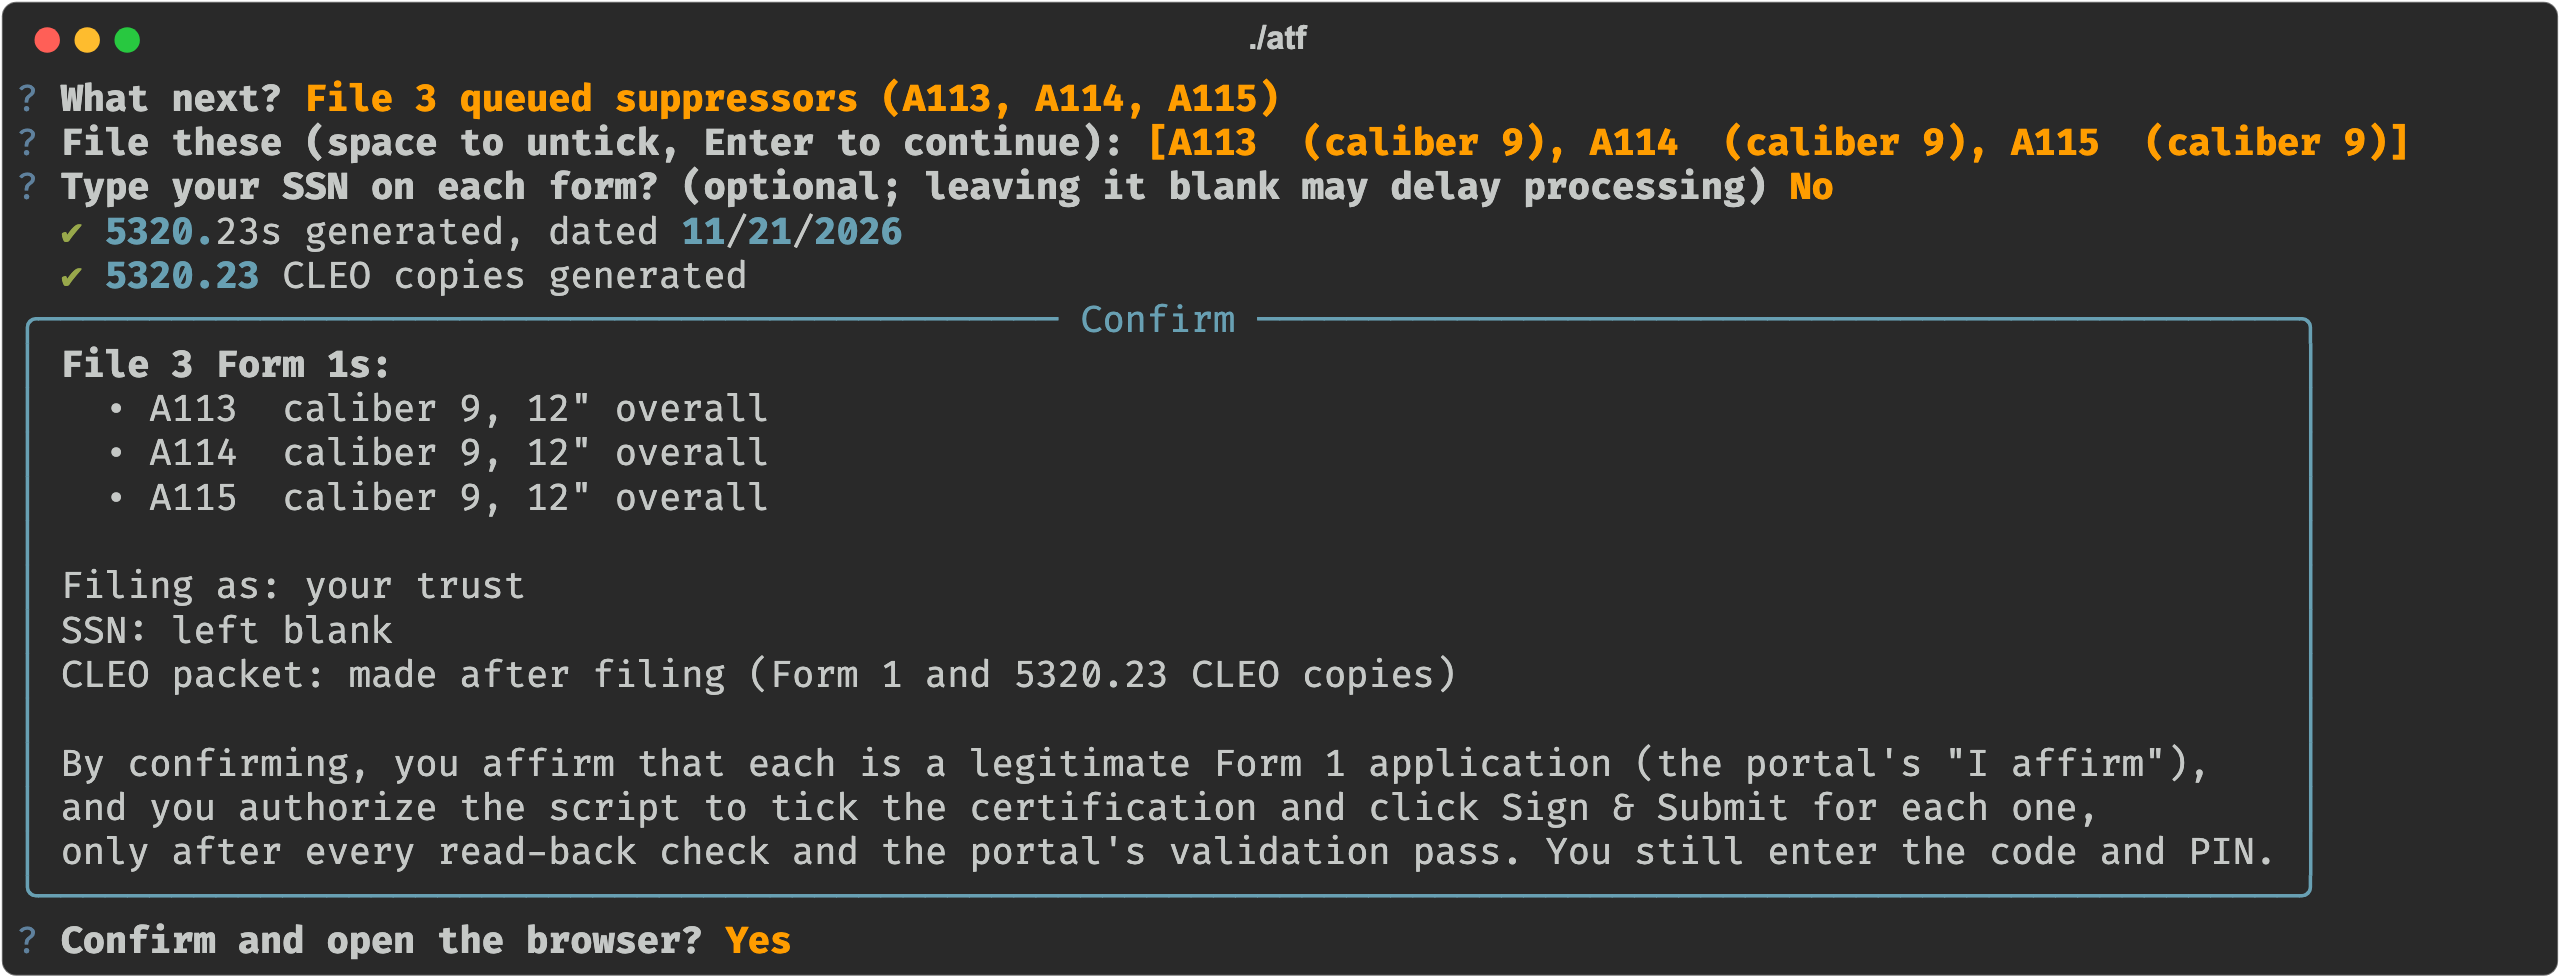 ./atf
? What next? File 3 queued suppressors (A113, A114, A115)
? File these (space to untick, Enter to continue): [A113  (caliber 9), A114  (caliber 9), A115  (caliber 9)]
? Type your SSN on each form? (optional; leaving it blank may delay processing) No
✔ 5320.23s generated, dated 11/21/2026
✔ 5320.23 CLEO copies generated
Confirm
File 3 Form 1s:
• A113  caliber 9, 12" overall
• A114  caliber 9, 12" overall
• A115  caliber 9, 12" overall
Filing as: your trust
SSN: left blank
CLEO packet: made after filing (Form 1 and 5320.23 CLEO copies)
By confirming, you affirm that each is a legitimate Form 1 application (the portal's "I affirm"),
and you authorize the script to tick the certification and click Sign & Submit for each one,
only after every read-back check and the portal's validation pass. You still enter the code and PIN.
? Confirm and open the browser? Yes